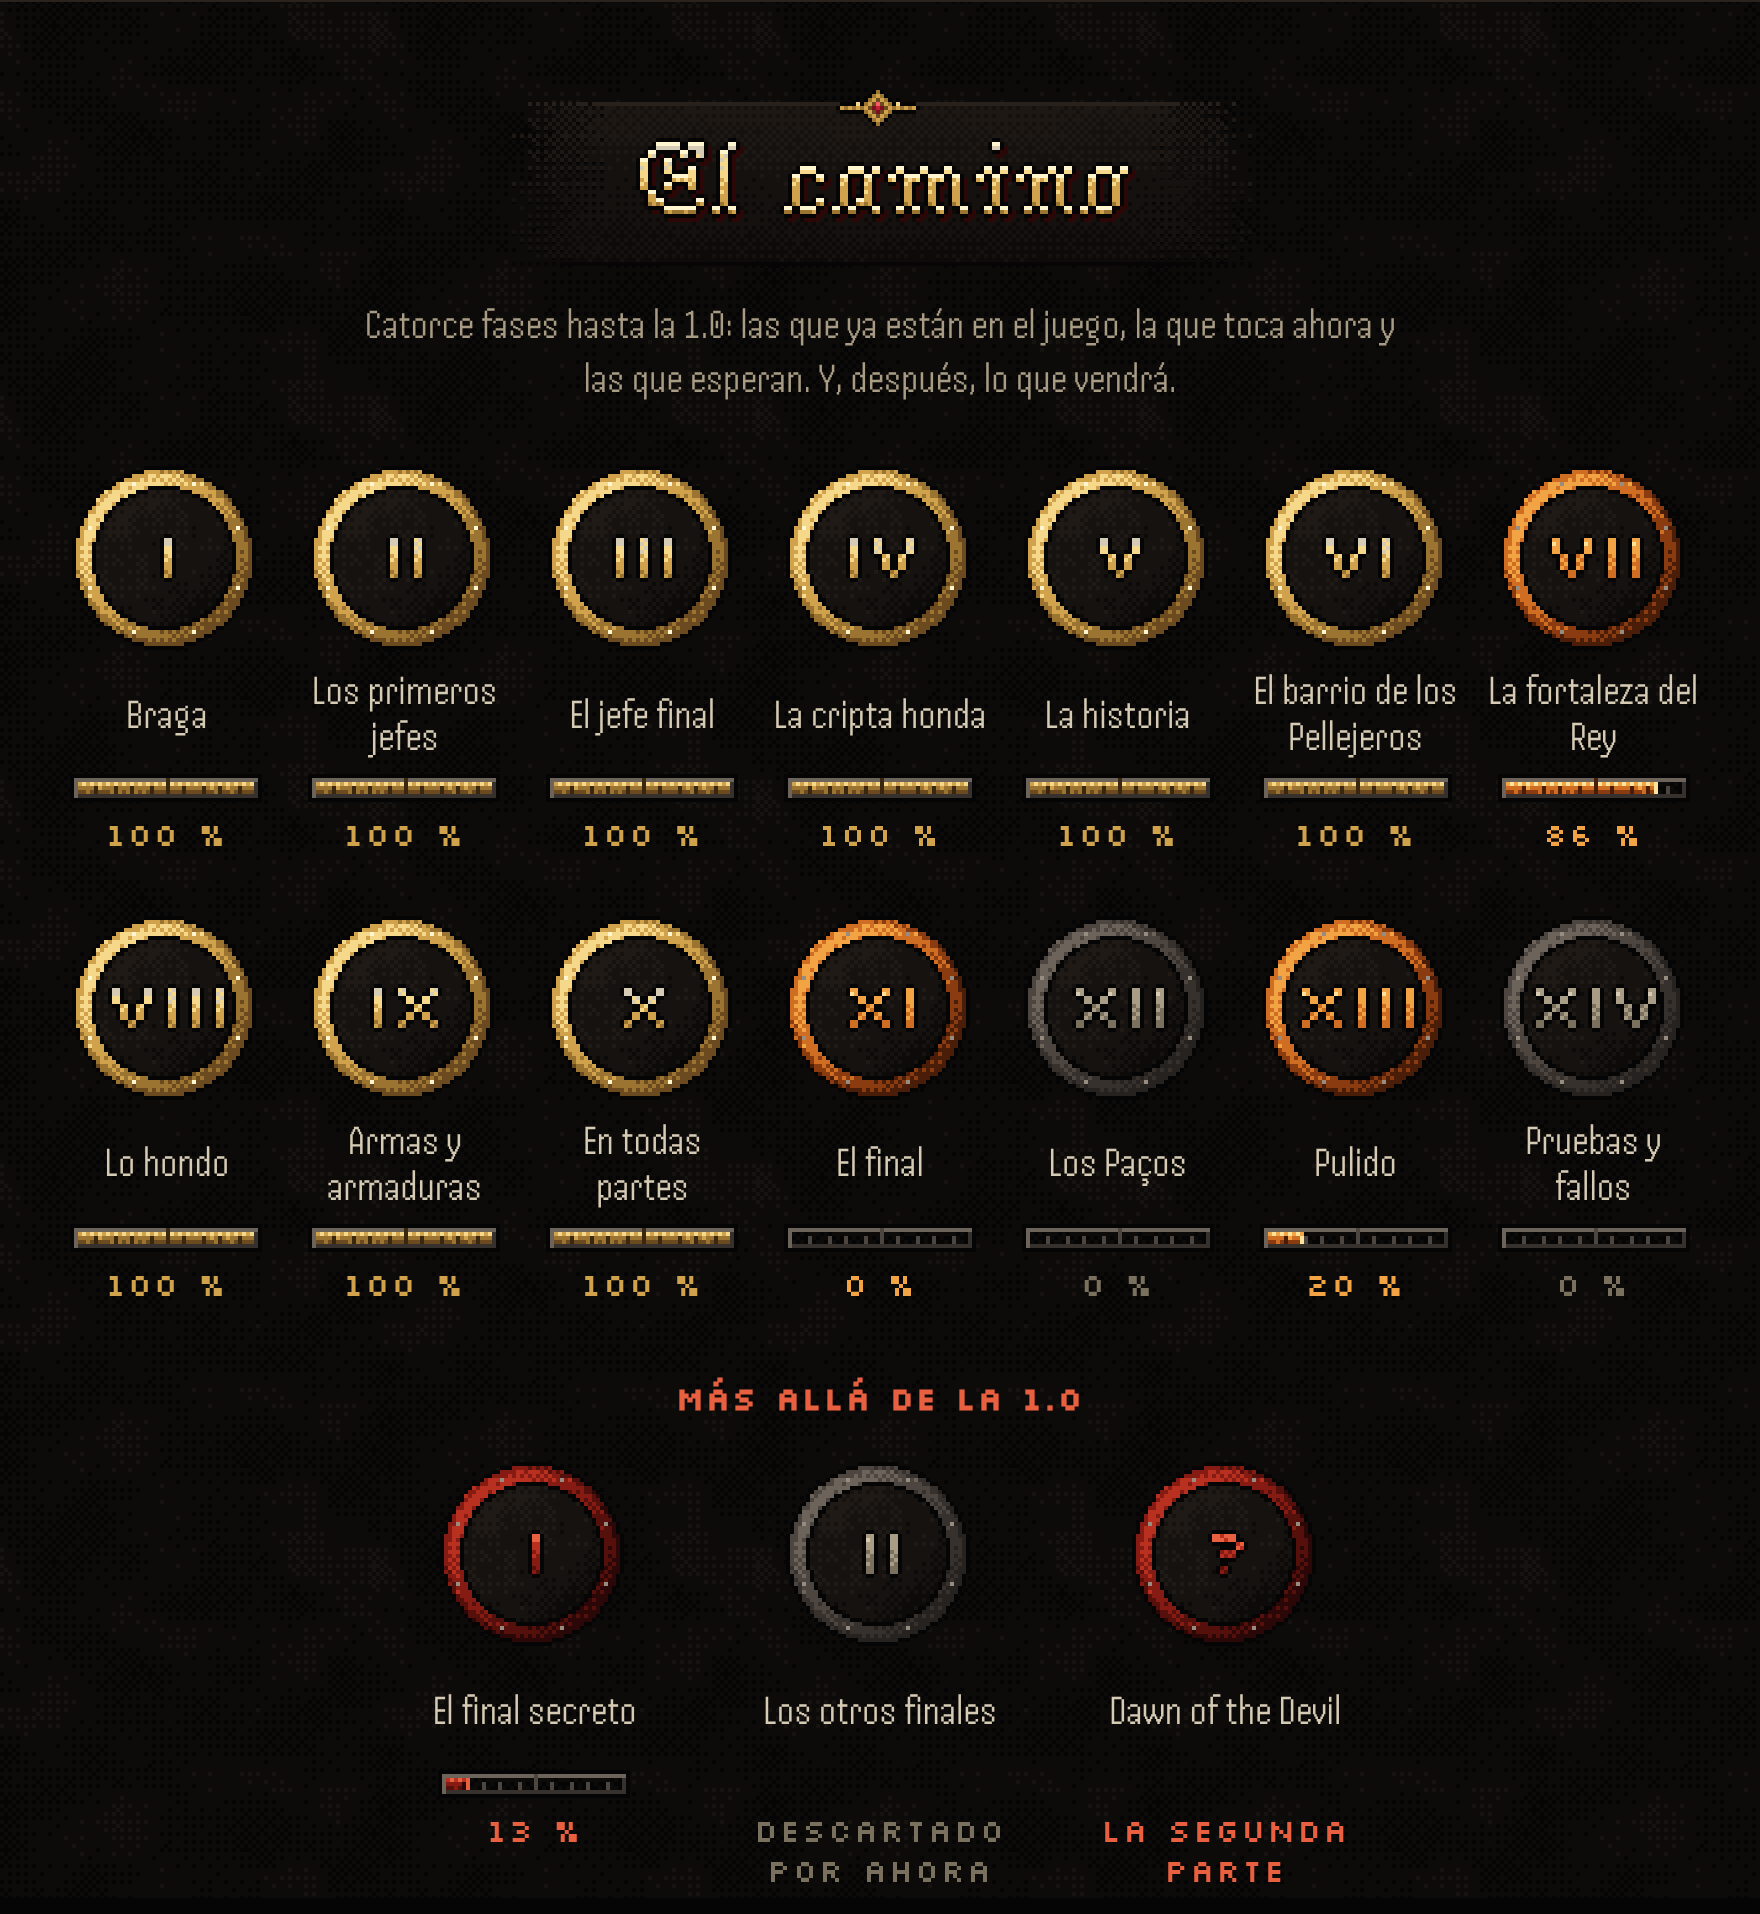 El camino
Catorce fases hasta la 1.0: las que ya están en el juego, la que toca ahora y
las que esperan. Y, después, lo que vendrá.
I
II
III
IV
V
VI
VII
Braga
Los primeros
jefes
El jefe final
La cripta honda
La historia
El barrio de los
Pellejeros
La fortaleza del
Rey
100 %
100 %
100 %
100 %
100 %
100 %
86 %
VIII
IX
X
XI
XII
XIII
XIV
Lo hondo
Armas y
armaduras
En todas
partes
El final
Los Paços
Pulido
Pruebas y
fallos
100 %
100 %
100 %
0 %
0 %
20 %
0 %
MÁS ALLÁ DE LA 1.0
I
II
?
El final secreto
Los otros finales
Dawn of the Devil
13 %
DESCARTADO
POR AHORA
LA SEGUNDA
PARTE